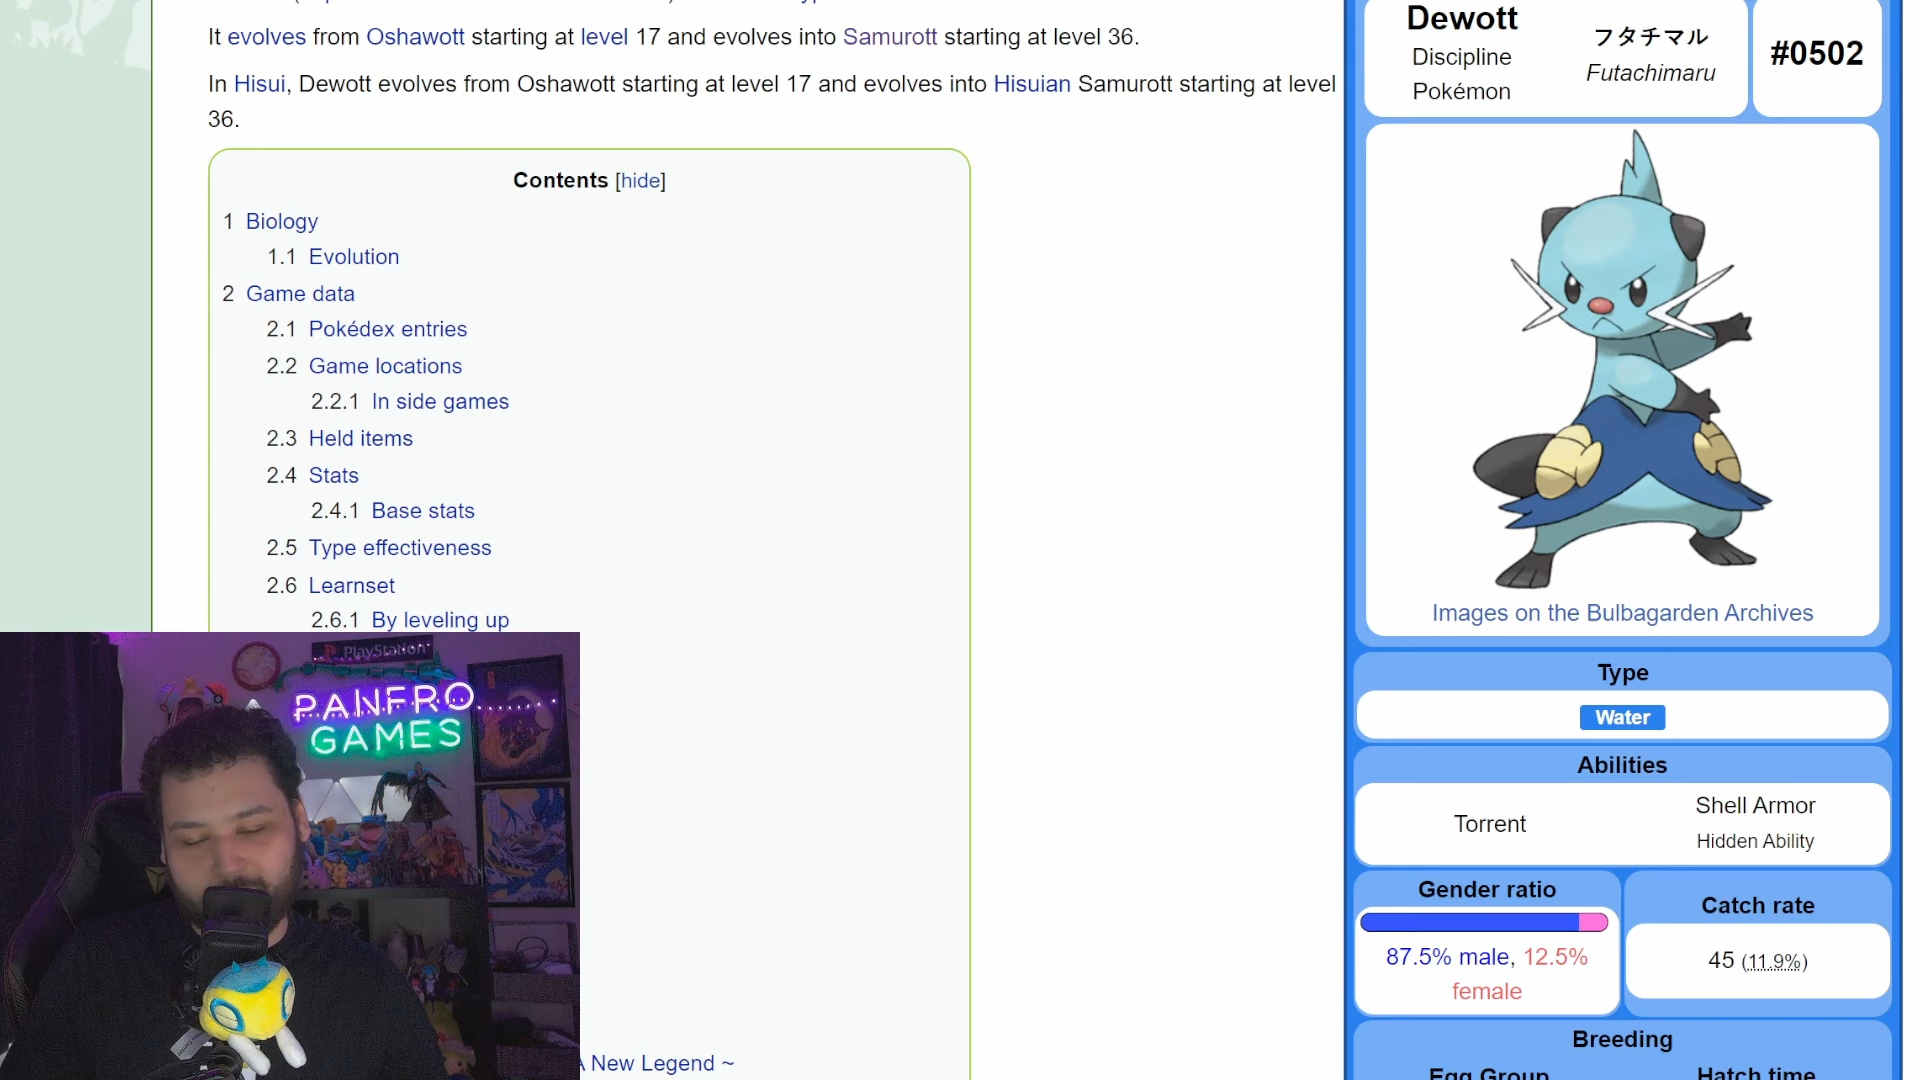 It evolves from Oshawott starting at level 17 and evolves into Samurott starting at level 36.
In Hisui, Dewott evolves from Oshawott starting at level 17 and evolves into Hisuian Samurott starting at level
36.
Contents [hide]
1 Biology
1.1 Evolution
2 Game data
2.1 Pokédex entries
2.2 Game locations
2.2.1 In side games
2.3 Held items
2.4 Stats
2.4.1 Base stats
2.5 Type effectiveness
2.6 Learnset
2.6.1 By leveling up
A New Legend ~
Dewott
Discipline
Pokémon
フタチマル
Futachimaru
#0502
Images on the Bulbagarden Archives
Type
Water
Abilities
Torrent
Shell Armor
Hidden Ability
Gender ratio
87.5% male, 12.5%
female
Catch rate
45 (11.9%)
Breeding
Egg Group
Hatch time
PlayStation
PANFRO
GAMES